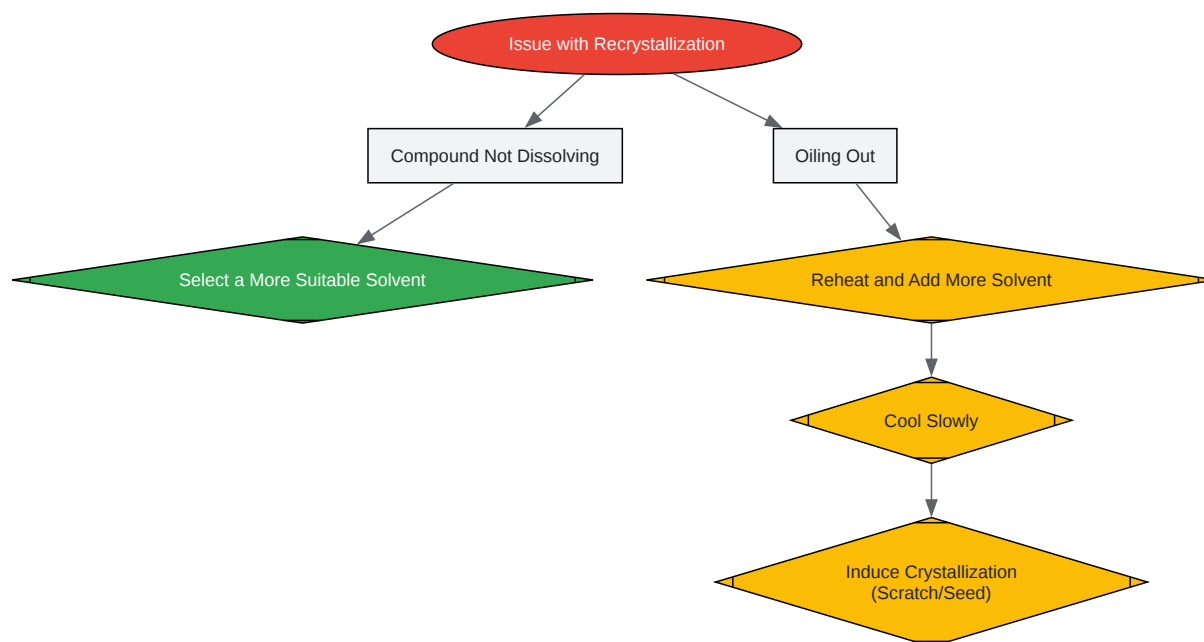 Issue with Recrystallization
Compound Not Dissolving
Oiling Out
Select a More Suitable Solvent
Reheat and Add More Solvent
Cool Slowly
Induce Crystallization
(Scratch/Seed)